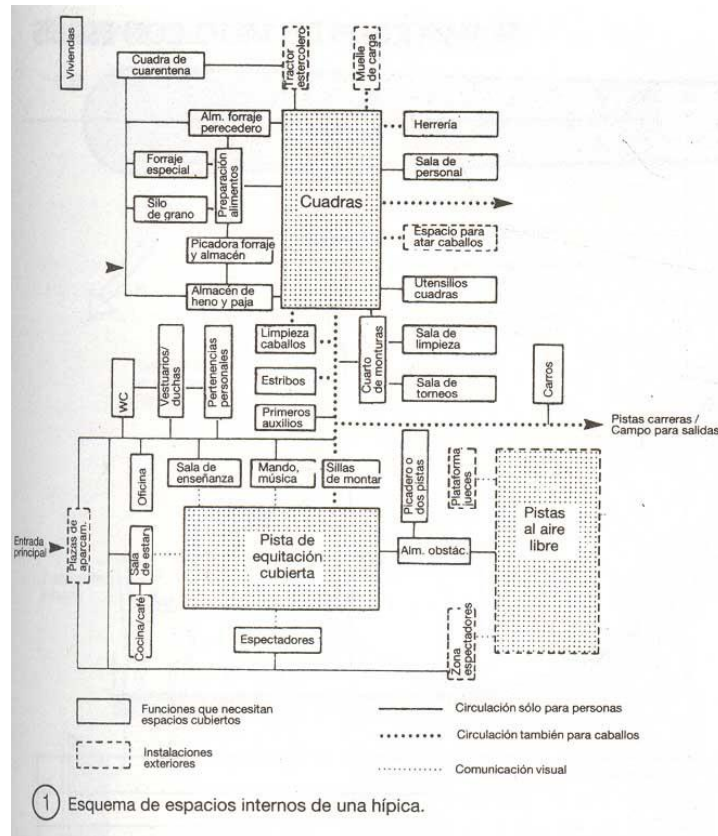 Viviendas
Cuadra de
cuarentena
Tractor
estercolero
Muelle
de carga
Alm. forraje
perecedero
Herrería
Forraje
especial
Preparación
alimentos
Sala de
personal
Cuadras
Silo
de grano
Espacio para
atar caballos
Picadora forraje
y almacén
Almacén de
heno y paja
Utensilios
cuadras
Limpieza
caballos
Cuarto
de monturas
Sala de
limpieza
WC
Vestuarios/
duchas
Pertenencias
personales
Estribos
Sala de
torneos
Carros
Primeros
auxilios
Pistas carreras /
Campo para salidas
Oficina
Sala de
enseñanza
Mando,
música
Sillas
de montar
Picadero o
dos pistas
Plataforma
jueces
Pistas
al aire
libre
Entrada
principal
Plazas de
aparcam.
Sala
de estar
Pista de
equitación
cubierta
Alm. obstác.
Cocina/café
Espectadores
Zona
espectadores
Funciones que necesitan
espacios cubiertos
Circulación sólo para personas
Circulación también para caballos
Instalaciones
exteriores
Comunicación visual
1 Esquema de espacios internos de una hípica.